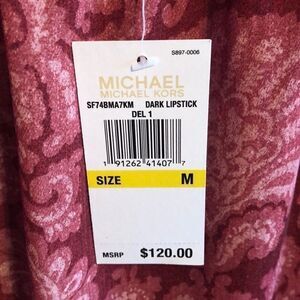 S897-0006
MICHAEL
MICHAEL KORS
SF74BMA7KM DARK LIPSTICK
DEL 1
1 91262 41407 7
SIZE M
MSRP $120.00